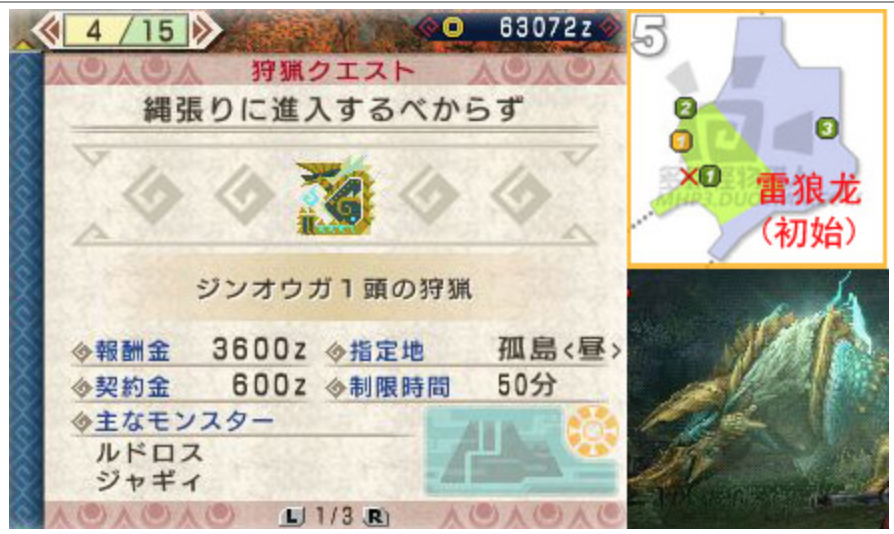 4 / 15
63072z
狩猟クエスト
縄張りに進入するべからず
ジンオウガ1頭の狩猟
報酬金 3600z 指定地 孤島<昼>
契約金 600z 制限時間 50分
主なモンスター
ルドロス
ジャギィ
L 1/3 R
5
2
1
3
1
雷狼龙
(初始)